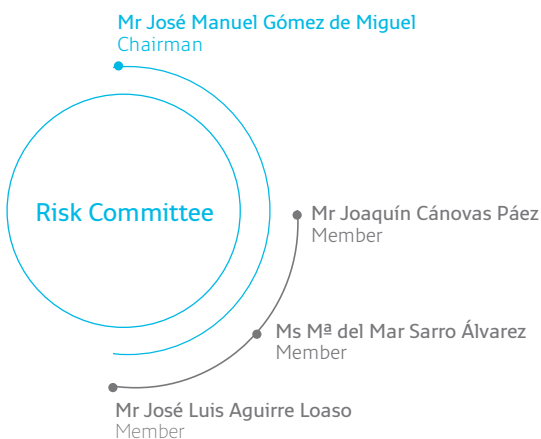 Mr José Manuel Gómez de Miguel
Chairman
Risk Committee
Mr Joaquín Cánovas Páez
Member
Ms Mª del Mar Sarro Álvarez
Member
Mr José Luis Aguirre Loaso
Member